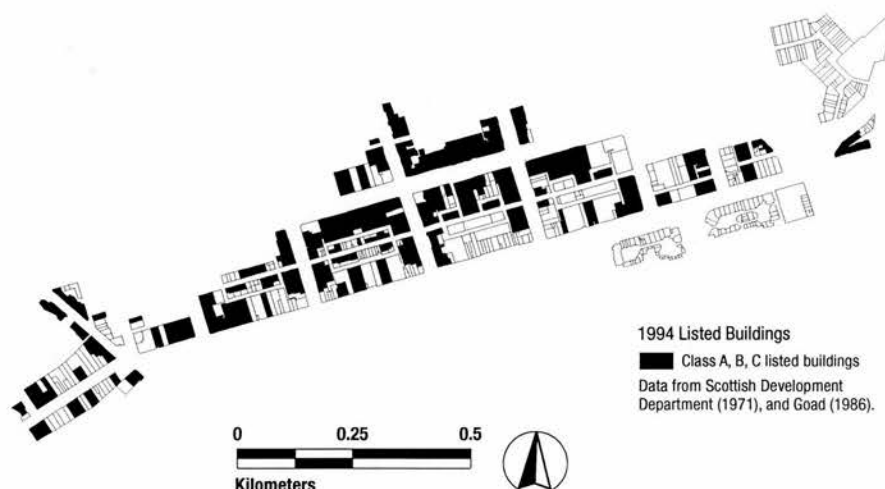 1994 Listed Buildings
Class A, B, C listed buildings
Data from Scottish Development
Department (1971), and Goad (1986).
0 0.25 0.5
Kilometers